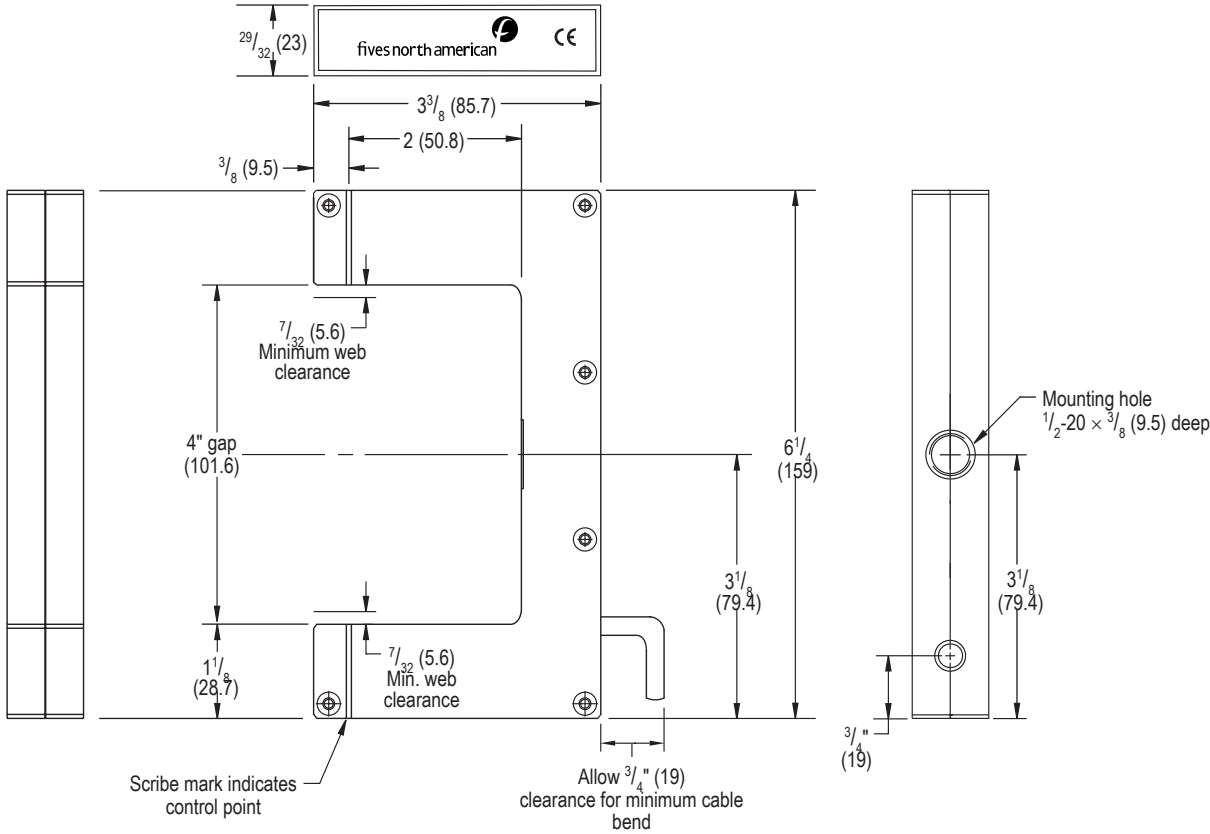 29/32 (23)
fives north american
CE
3 3/8 (85.7)
2 (50.8)
3/8 (9.5)
7/32 (5.6)
Minimum web
clearance
4" gap
(101.6)
6 1/4
(159)
3 1/8
(79.4)
1 1/8
(28.7)
7/32 (5.6)
Min. web
clearance
Scribe mark indicates
control point
Allow 3/4" (19)
clearance for minimum cable
bend
Mounting hole
1/2-20 × 3/8 (9.5) deep
3 1/8
(79.4)
3/4"
(19)